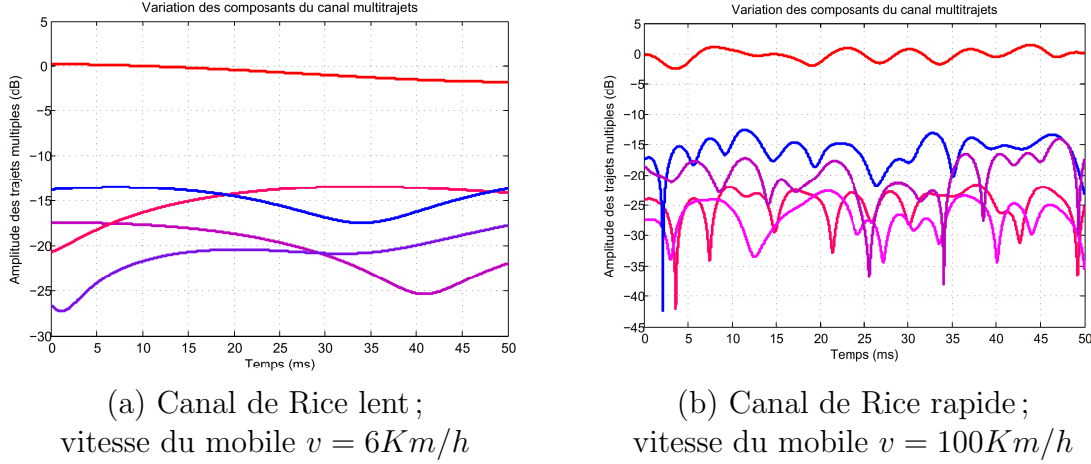 Variation des composants du canal multitrajets
Amplitude des trajets multiples (dB)
5
0
−5
−10
−15
−20
−25
−30
0 5 10 15 20 25 30 35 40 45 50
Temps (ms)
(a) Canal de Rice lent ;
vitesse du mobile v = 6Km/h
Variation des composants du canal multitrajets
Amplitude des trajets multiples (dB)
5
0
−5
−10
−15
−20
−25
−30
−35
−40
−45
0 5 10 15 20 25 30 35 40 45 50
Temps (ms)
(b) Canal de Rice rapide ;
vitesse du mobile v = 100Km/h